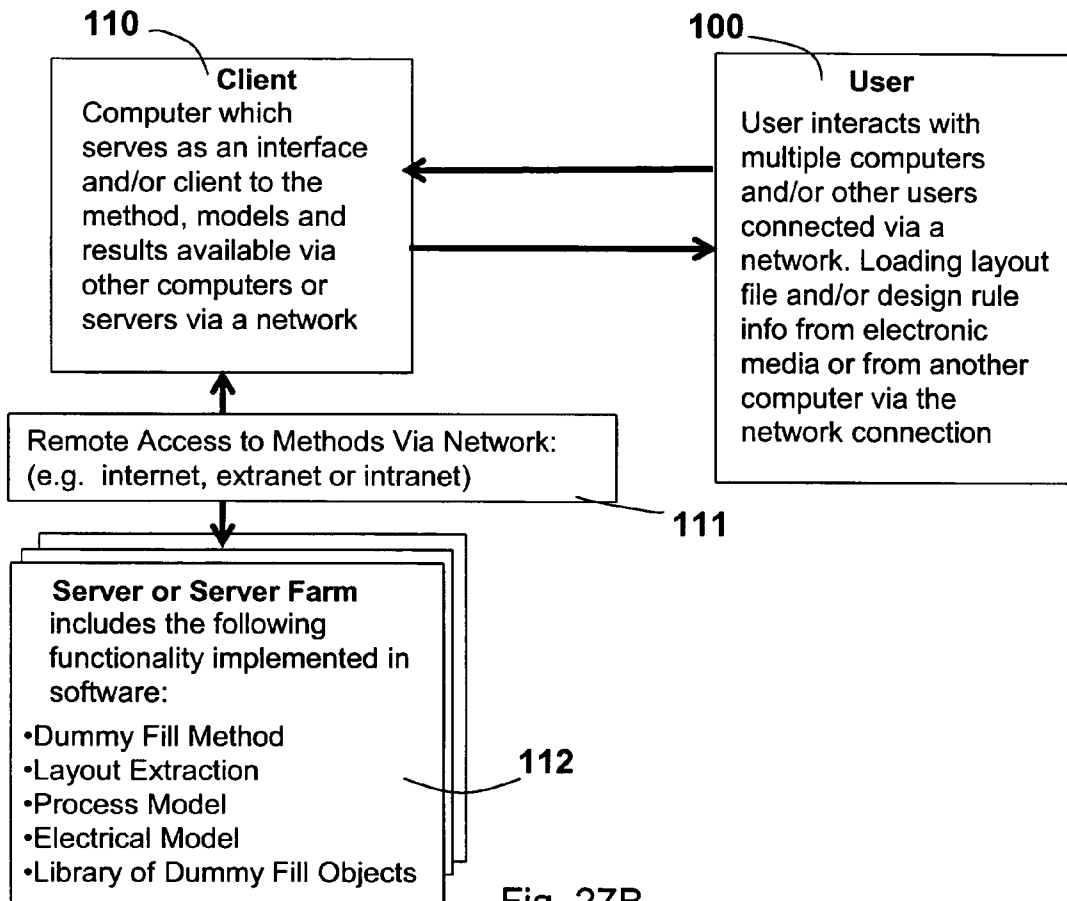 110
Client
Computer which
serves as an interface
and/or client to the
method, models and
results available via
other computers or
servers via a network
100
User
User interacts with
multiple computers
and/or other users
connected via a
network. Loading layout
file and/or design rule
info from electronic
media or from another
computer via the
network connection
Remote Access to Methods Via Network:
(e.g. internet, extranet or intranet)
111
Server or Server Farm
includes the following
functionality implemented in
software:
•Dummy Fill Method
•Layout Extraction
•Process Model
•Electrical Model
•Library of Dummy Fill Objects
112
Fig. 27B